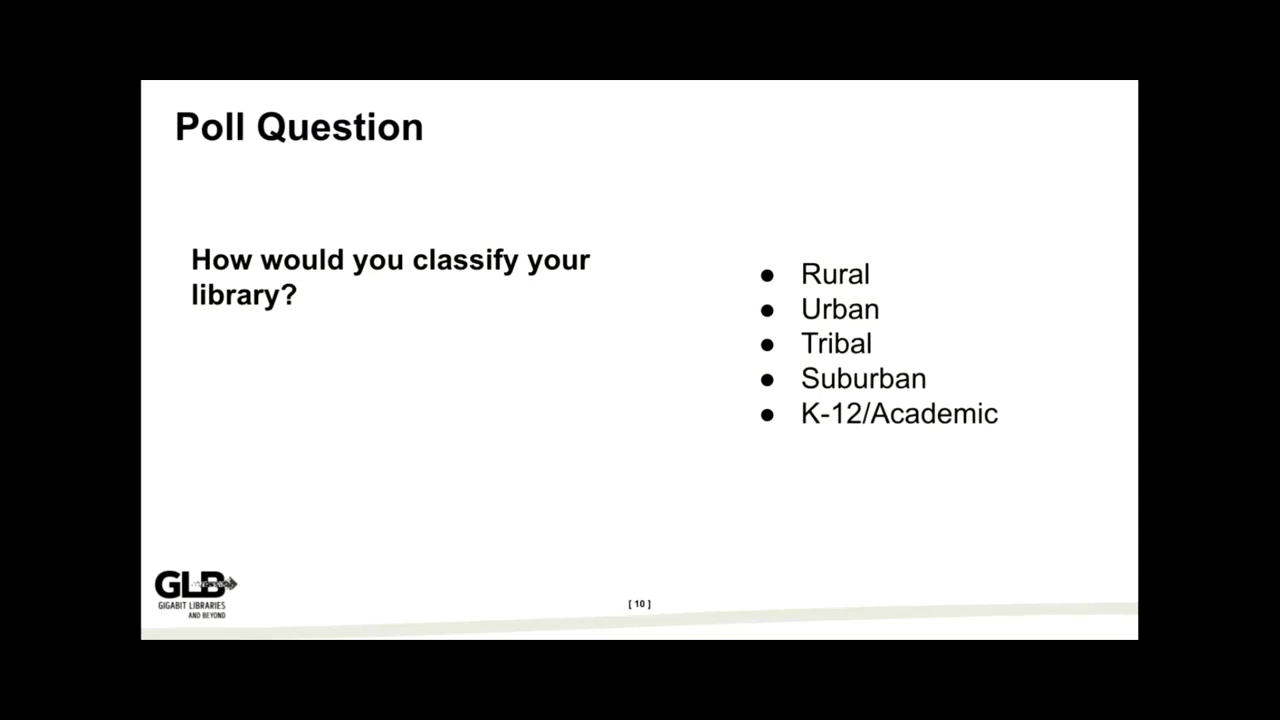 Poll Question
How would you classify your
library?
● Rural
● Urban
● Tribal
● Suburban
● K-12/Academic
GLB
GIGABIT LIBRARIES
AND BEYOND
[ 10 ]